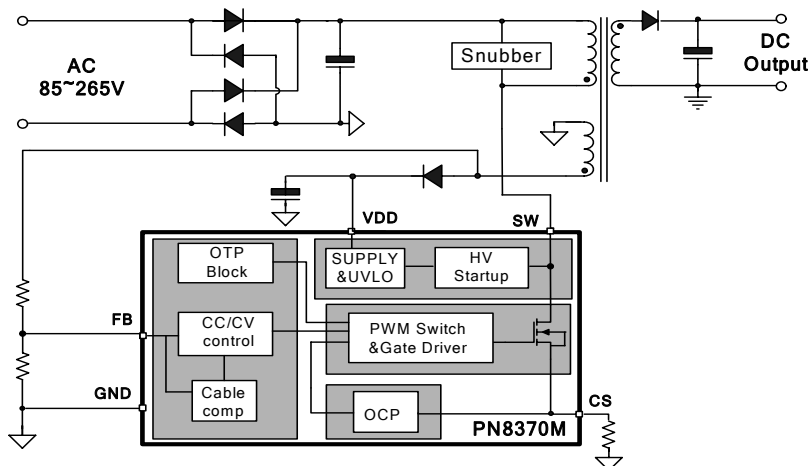 AC
85~265V
Snubber
DC
Output
VDD
SW
OTP
Block
SUPPLY
&UVLO
HV
Startup
FB
CC/CV
control
PWM Switch
&Gate Driver
GND
Cable
comp
OCP
CS
PN8370M